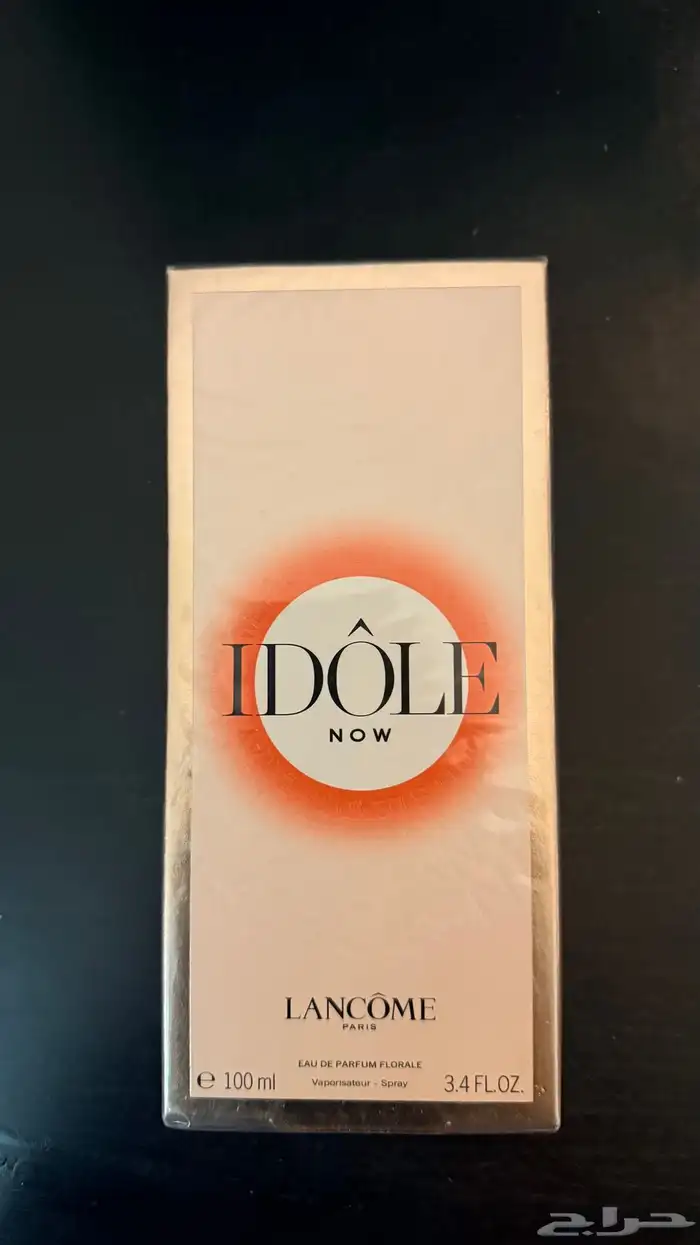 IDÔLE
NOW
LANCÔME
PARIS
EAU DE PARFUM FLORALE
e 100 ml Vaporisateur - Spray 3.4 FL.OZ.
حراج